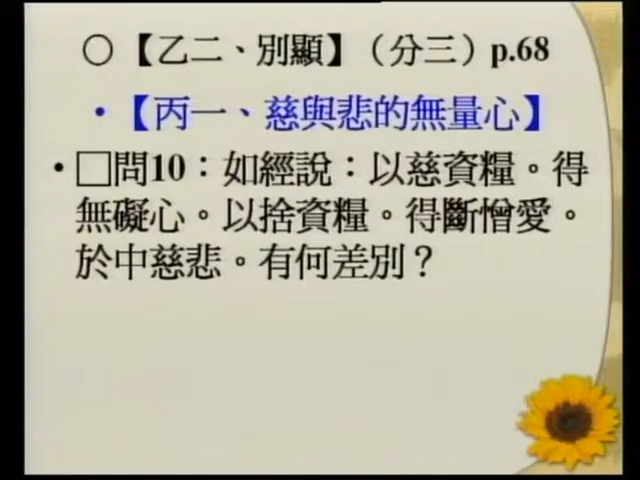 ○【乙二、別顯】（分三）p.68
•【丙一、慈與悲的無量心】
•□問10：如經說：以慈資糧。得
無礙心。以捨資糧。得斷憎愛。
於中慈悲。有何差別？